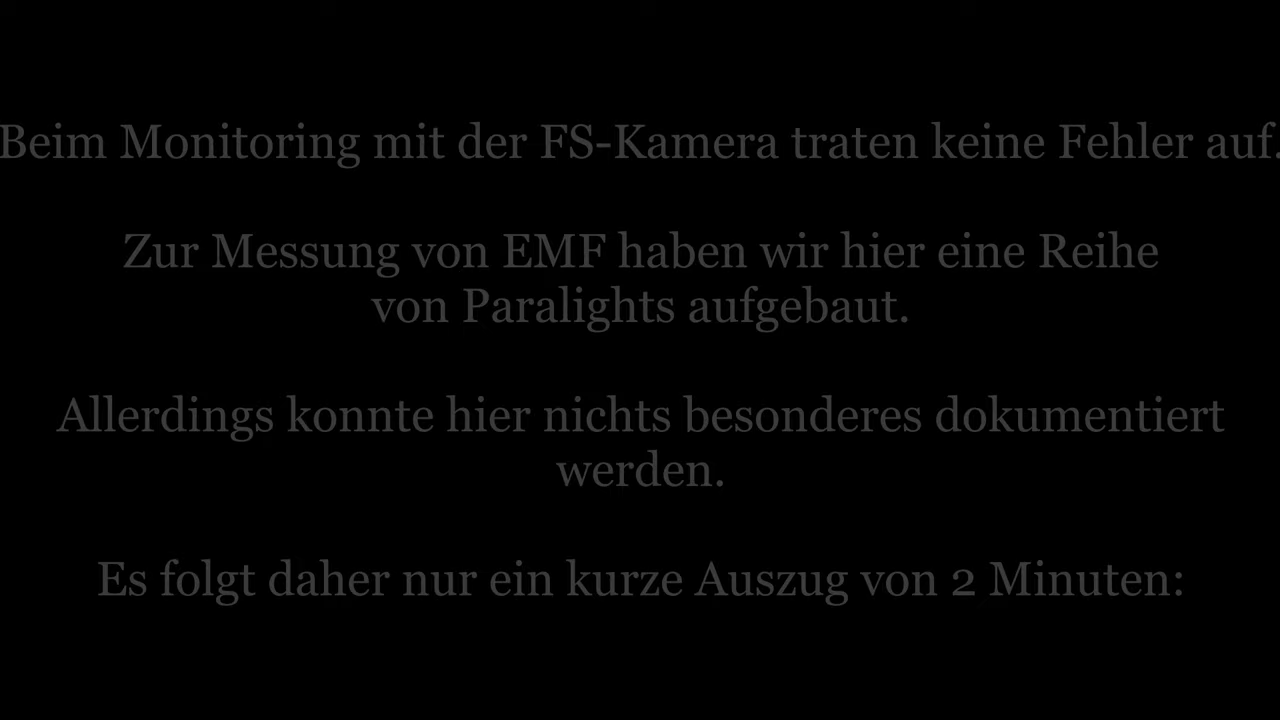 Beim Monitoring mit der FS-Kamera traten keine Fehler auf.
Zur Messung von EMF haben wir hier eine Reihe
von Paralights aufgebaut.
Allerdings konnte hier nichts besonderes dokumentiert
werden.
Es folgt daher nur ein kurze Auszug von 2 Minuten: